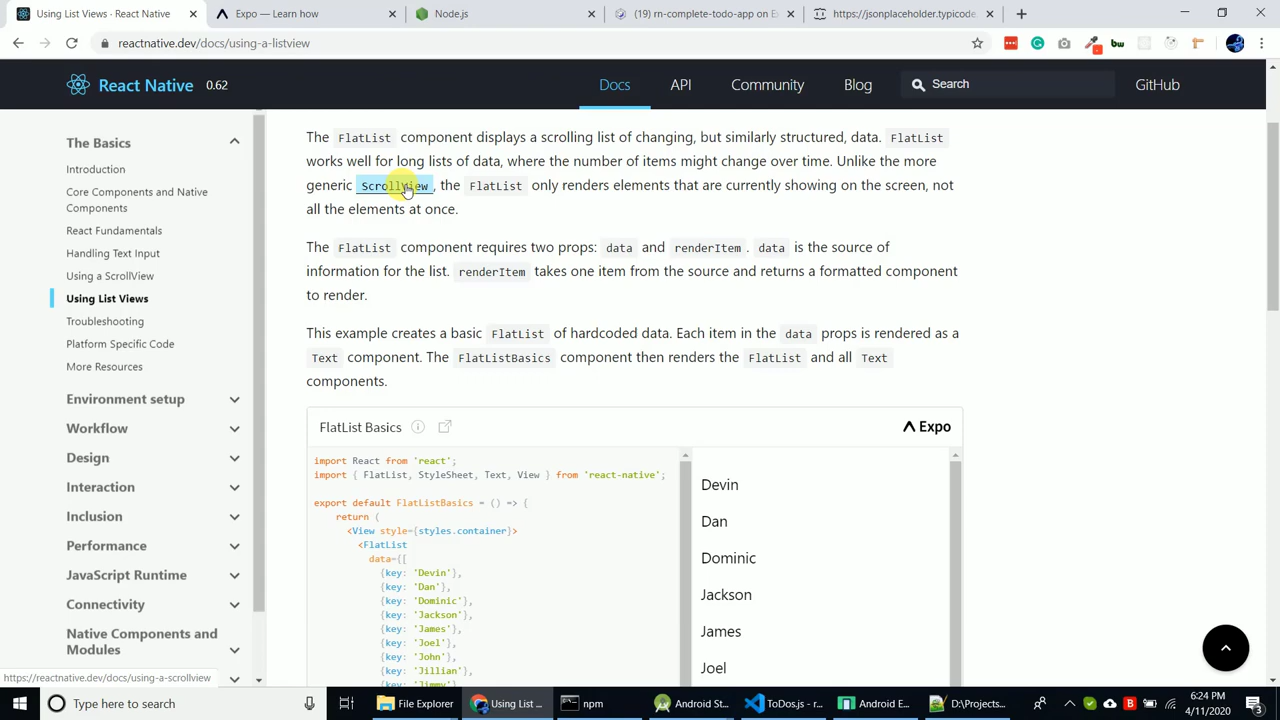 Using List Views · React Native
Expo — Learn how
Node.js
(19) rn-complete-todo-app on Ex
https://jsonplaceholder.typicode.
reactnative.dev/docs/using-a-listview
bw
React Native 0.62
Docs API Community Blog Search GitHub
The Basics
Introduction
Core Components and Native
Components
React Fundamentals
Handling Text Input
Using a ScrollView
Using List Views
Troubleshooting
Platform Specific Code
More Resources
Environment setup
Workflow
Design
Interaction
Inclusion
Performance
JavaScript Runtime
Connectivity
Native Components and
Modules
The FlatList component displays a scrolling list of changing, but similarly structured, data. FlatList
works well for long lists of data, where the number of items might change over time. Unlike the more
generic ScrollView, the FlatList only renders elements that are currently showing on the screen, not
all the elements at once.
The FlatList component requires two props: data and renderItem. data is the source of
information for the list. renderItem takes one item from the source and returns a formatted component
to render.
This example creates a basic FlatList of hardcoded data. Each item in the data props is rendered as a
Text component. The FlatListBasics component then renders the FlatList and all Text
components.
FlatList Basics
Expo
import React from 'react';
import { FlatList, StyleSheet, Text, View } from 'react-native';
export default FlatListBasics = () => {
return (
<View style={styles.container}>
<FlatList
data={[
{key: 'Devin'},
{key: 'Dan'},
{key: 'Dominic'},
{key: 'Jackson'},
{key: 'James'},
{key: 'Joel'},
{key: 'John'},
{key: 'Jillian'},
{key: 'Jimmy'},
Devin
Dan
Dominic
Jackson
James
Joel
https://reactnative.dev/docs/using-a-scrollview
Type here to search
File Explorer
Using List ...
npm
Android St...
ToDos.js - r...
Android E...
D:\Projects...
6:24 PM
4/11/2020
3